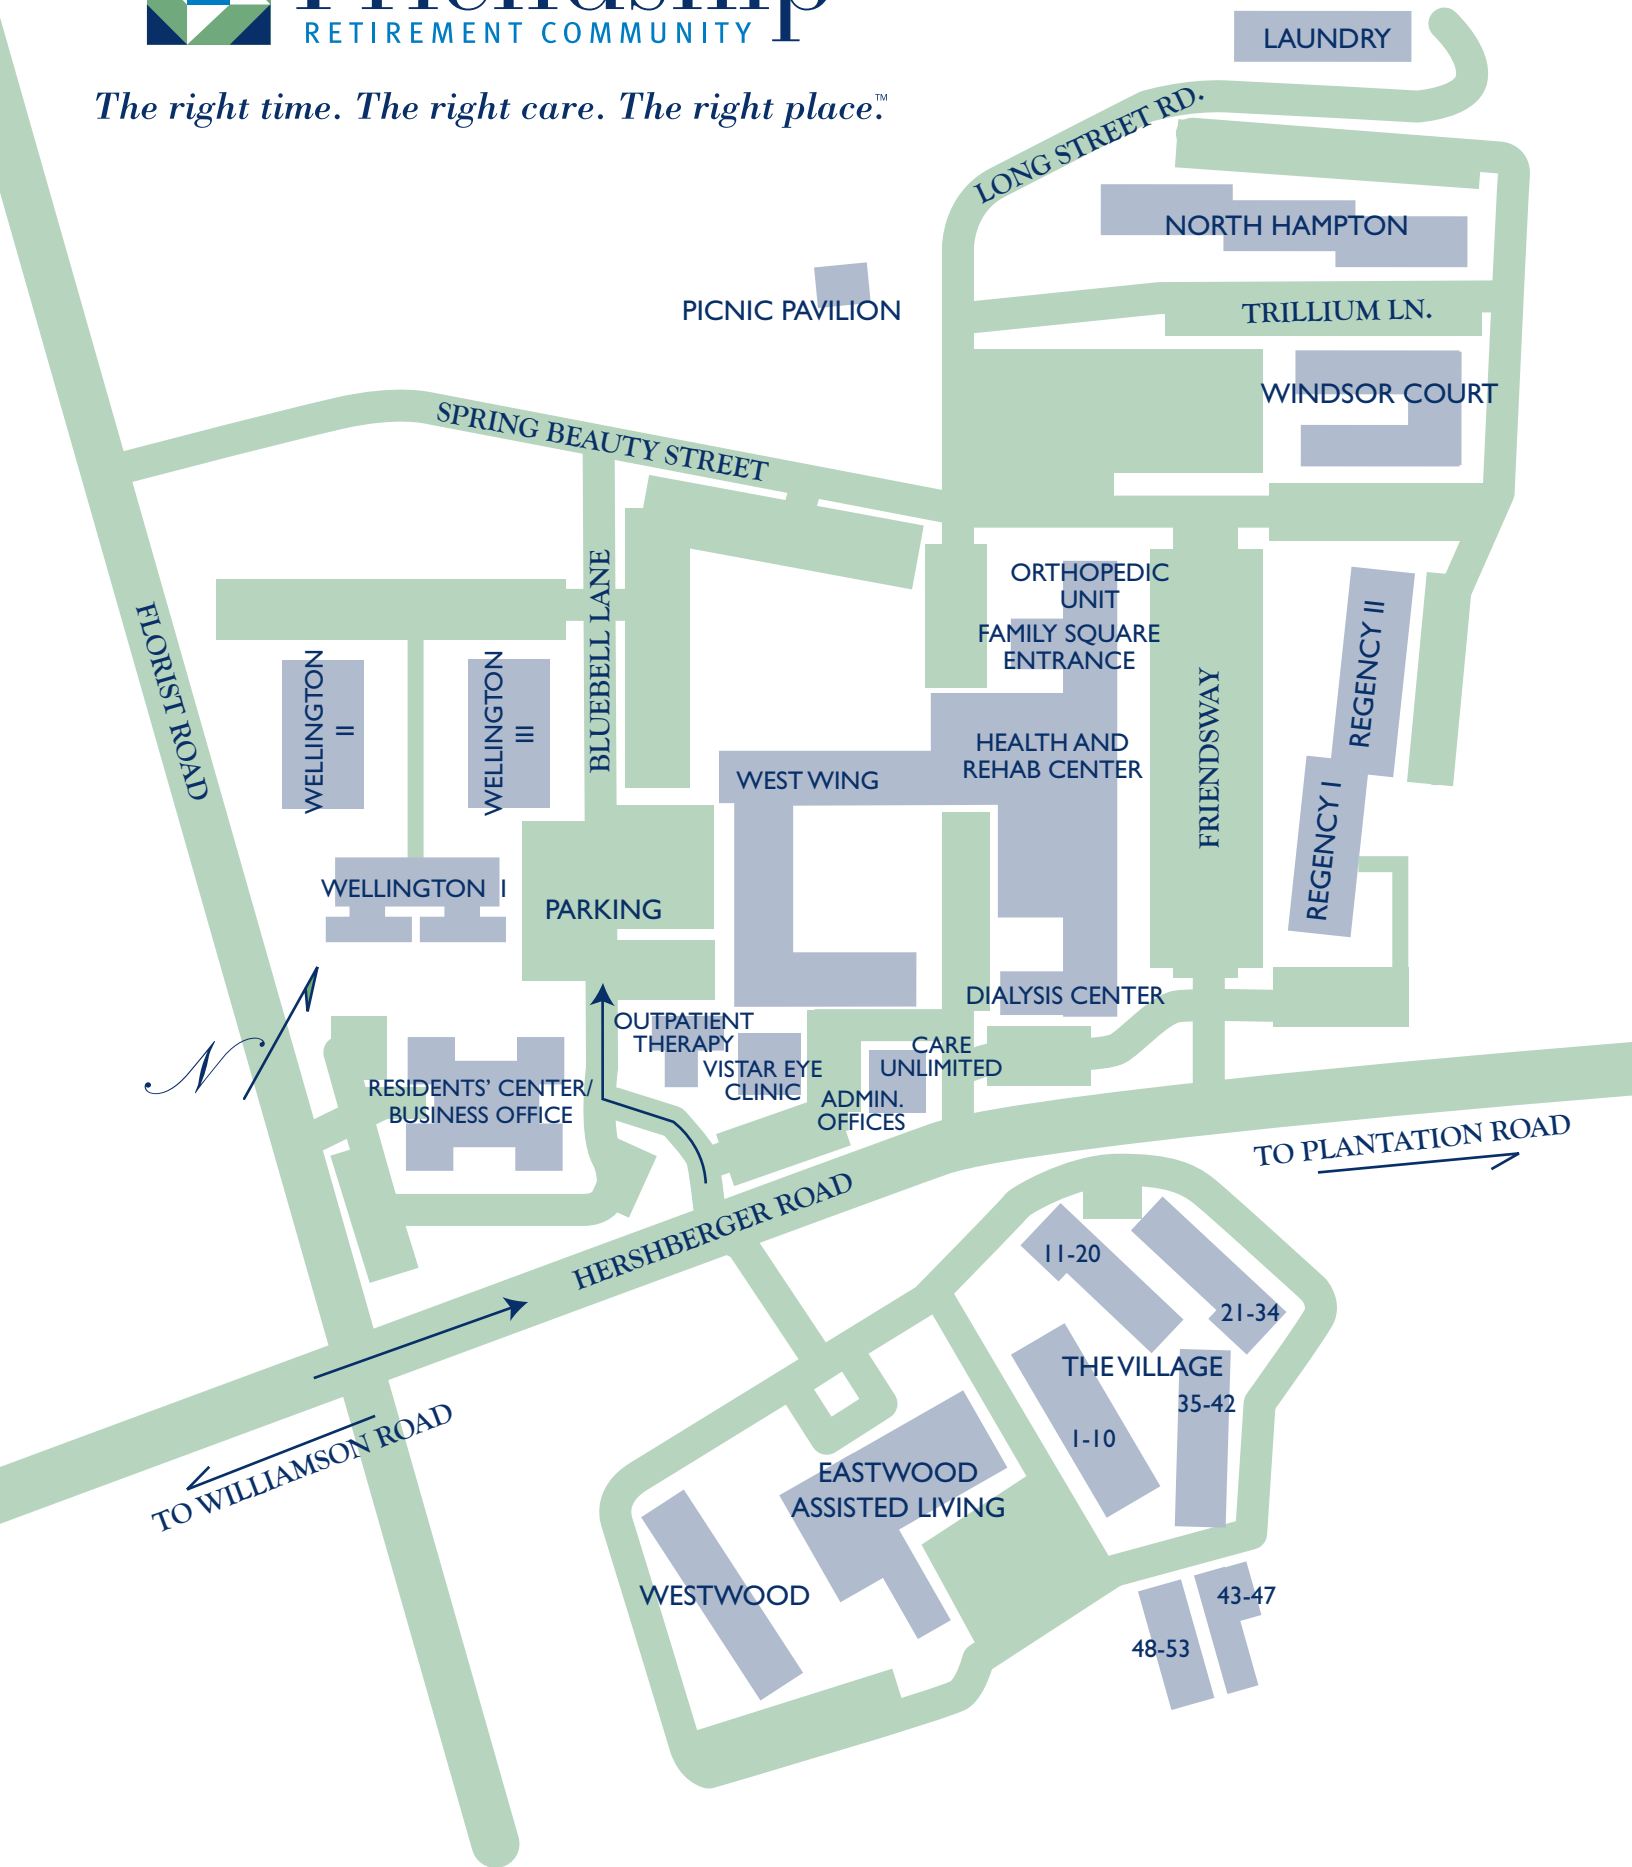 Friendship
RETIREMENT COMMUNITY
The right time. The right care. The right place.™
LAUNDRY
LONG STREET RD.
NORTH HAMPTON
PICNIC PAVILION
TRILLIUM LN.
WINDSOR COURT
SPRING BEAUTY STREET
FLORIST ROAD
BLUEBELL LANE
ORTHOPEDIC
UNIT
FAMILY SQUARE
ENTRANCE
REGENCY II
WELLINGTON
II
WELLINGTON
III
FRIENDSWAY
HEALTH AND
REHAB CENTER
WEST WING
REGENCY I
WELLINGTON I
PARKING
DIALYSIS CENTER
N
OUTPATIENT
THERAPY
CARE
UNLIMITED
VISTAR EYE
CLINIC
RESIDENTS' CENTER/
BUSINESS OFFICE
ADMIN.
OFFICES
TO PLANTATION ROAD
HERSHBERGER ROAD
11-20
21-34
THE VILLAGE
35-42
1-10
TO WILLIAMSON ROAD
EASTWOOD
ASSISTED LIVING
WESTWOOD
43-47
48-53